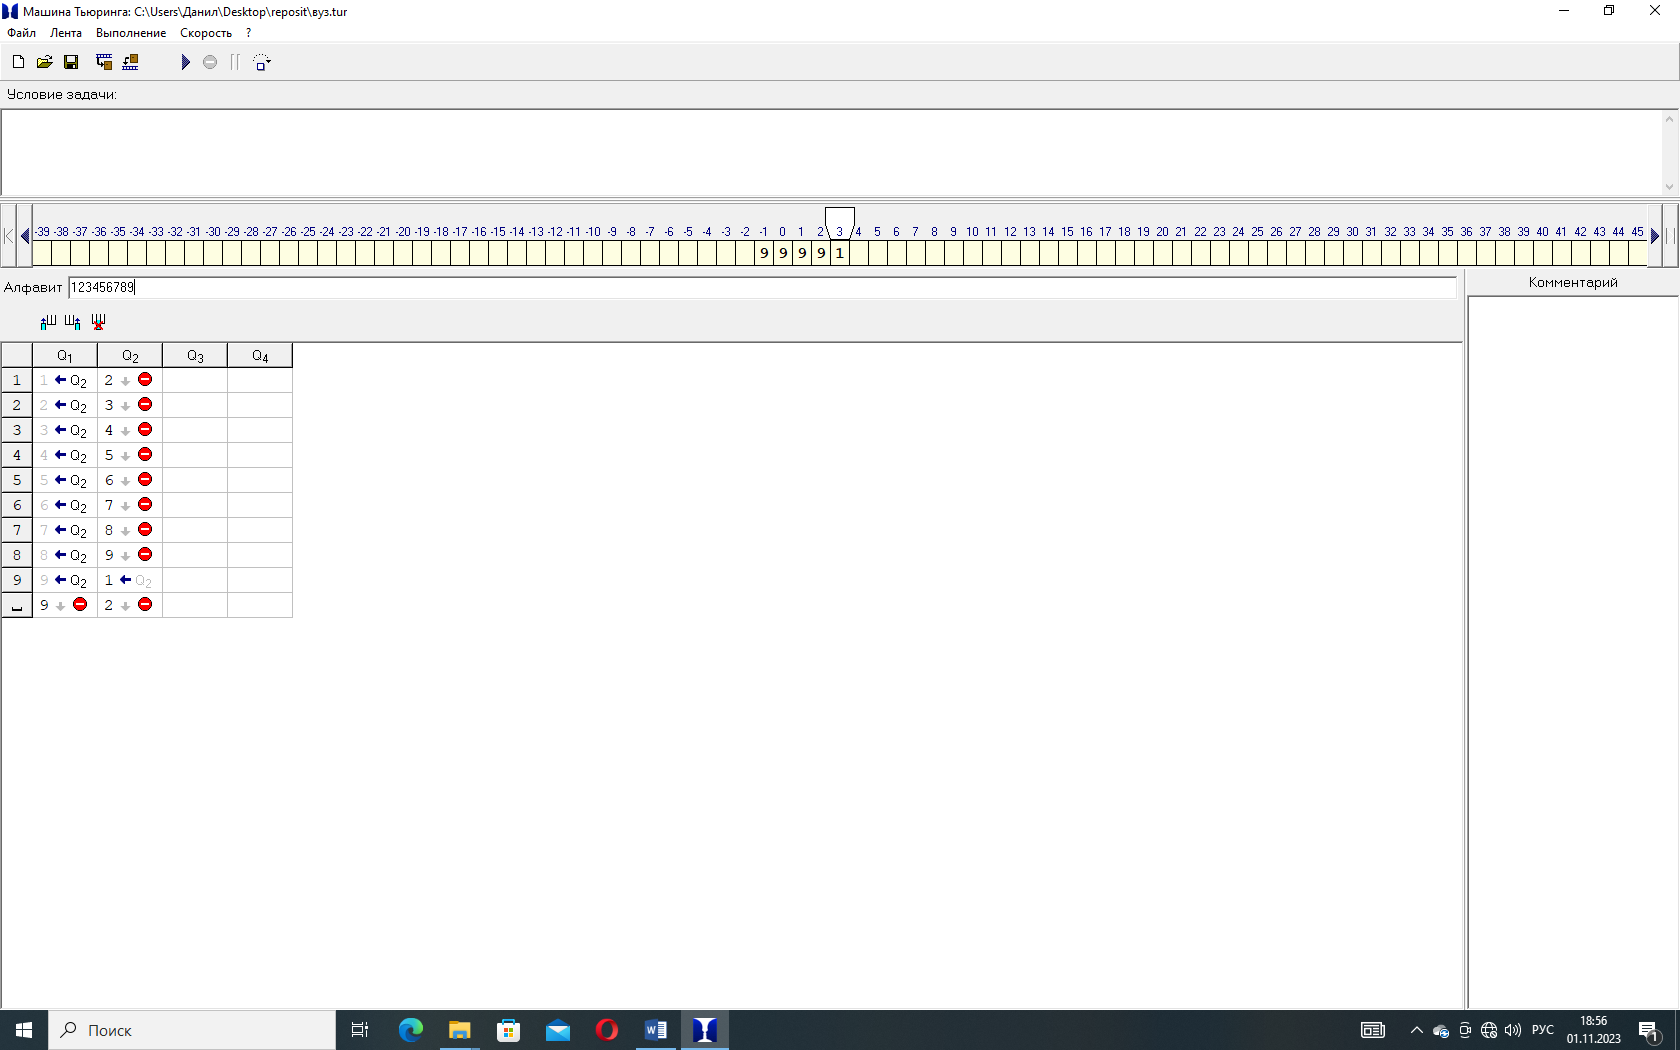 Машина Тьюринга: C:\Users\Данил\Desktop\reposit\вуз.tur
Файл Лента Выполнение Скорость ?
Условие задачи:
-39 -38 -37 -36 -35 -34 -33 -32 -31 -30 -29 -28 -27 -26 -25 -24 -23 -22 -21 -20 -19 -18 -17 -16 -15 -14 -13 -12 -11 -10 -9 -8 -7 -6 -5 -4 -3 -2 -1 0 1 2 3 4 5 6 7 8 9 10 11 12 13 14 15 16 17 18 19 20 21 22 23 24 25 26 27 28 29 30 31 32 33 34 35 36 37 38 39 40 41 42 43 44 45
9 9 9 9 1
Алфавит 123456789
Комментарий
Q1 Q2 Q3 Q4
1 1 ← Q2 2 ↓
2 2 ← Q2 3 ↓
3 3 ← Q2 4 ↓
4 4 ← Q2 5 ↓
5 5 ← Q2 6 ↓
6 6 ← Q2 7 ↓
7 7 ← Q2 8 ↓
8 8 ← Q2 9 ↓
9 9 ← Q2 1 ← Q2
␣ 9 ↓ 2 ↓
Поиск
РУС
18:56
01.11.2023
1